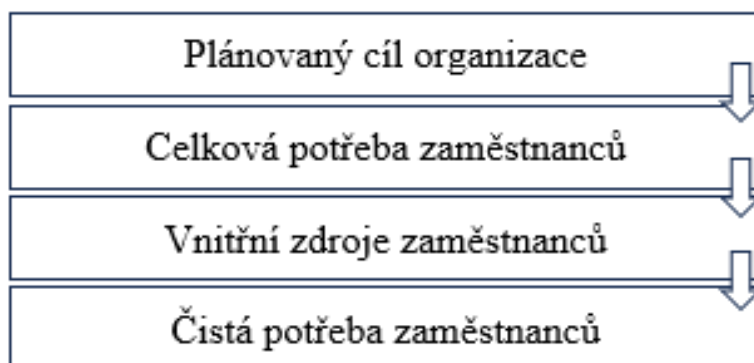 Plánovaný cíl organizace
Celková potřeba zaměstnanců
Vnitřní zdroje zaměstnanců
Čistá potřeba zaměstnanců